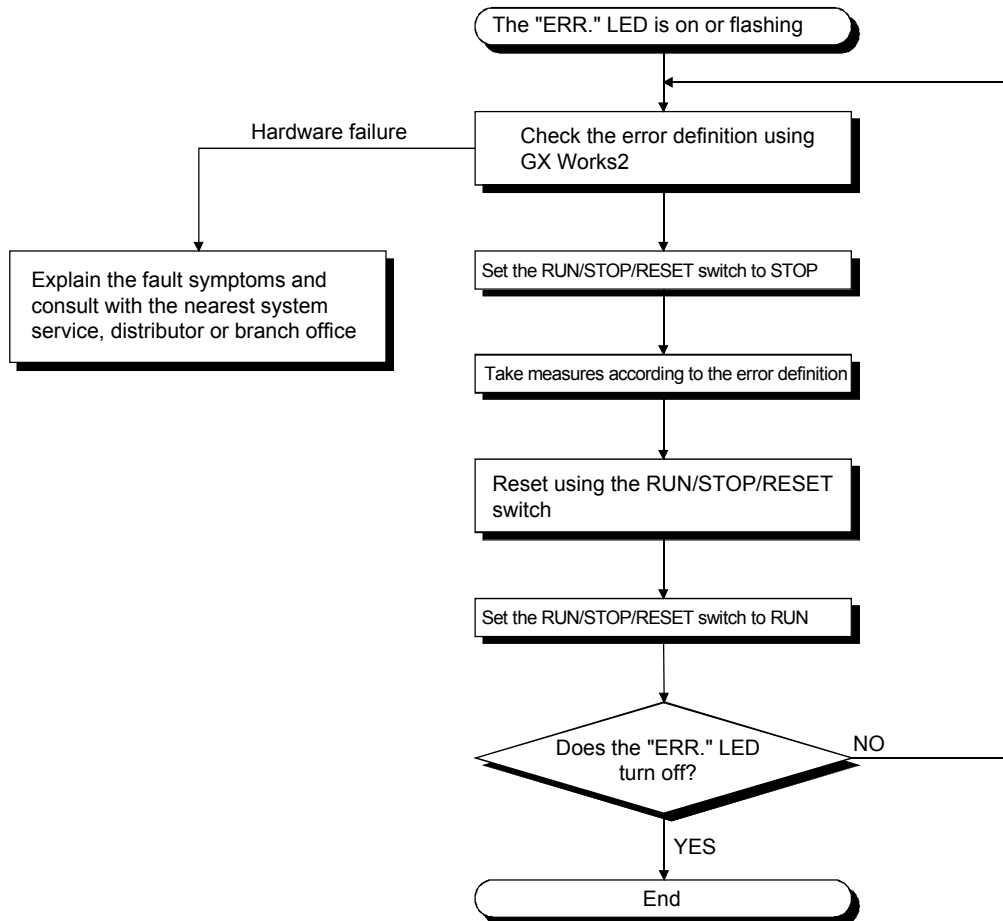 The "ERR." LED is on or flashing
Hardware failure
Check the error definition using
GX Works2
Explain the fault symptoms and
consult with the nearest system
service, distributor or branch office
Set the RUN/STOP/RESET switch to STOP
Take measures according to the error definition
Reset using the RUN/STOP/RESET
switch
Set the RUN/STOP/RESET switch to RUN
Does the "ERR." LED
turn off?
NO
YES
End